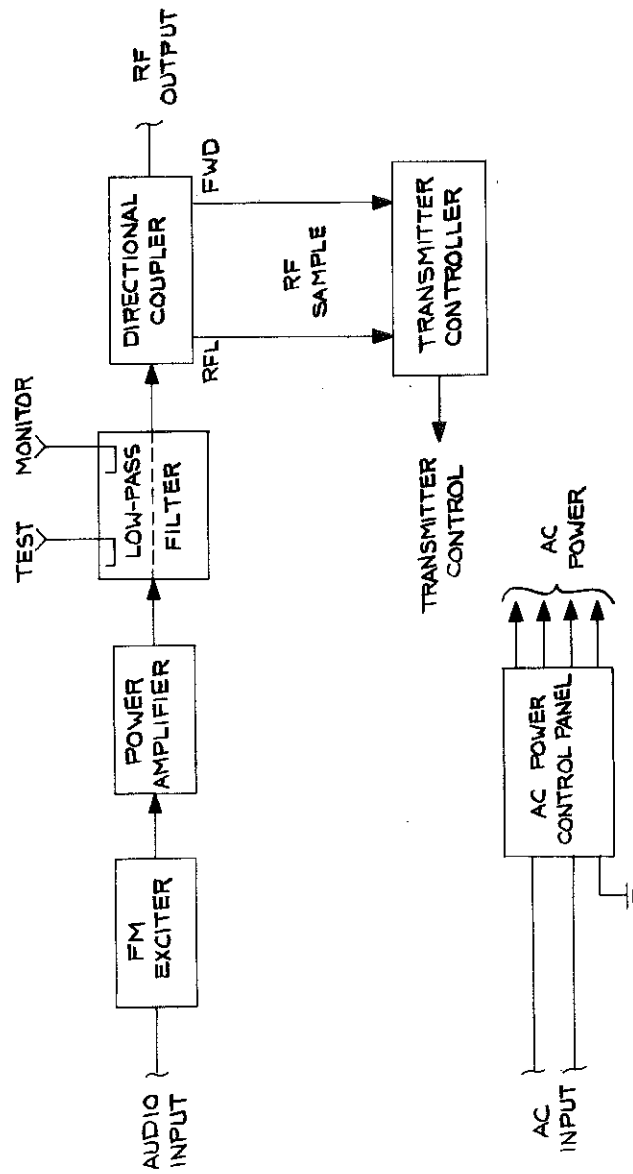 AUDIO
INPUT
FM
EXCITER
POWER
AMPLIFIER
TEST
MONITOR
LOW-PASS
FILTER
DIRECTIONAL
COUPLER
RF
OUTPUT
RFL
FWD
RF
SAMPLE
TRANSMITTER
CONTROLLER
TRANSMITTER
CONTROL
AC
INPUT
AC POWER
CONTROL PANEL
AC
POWER